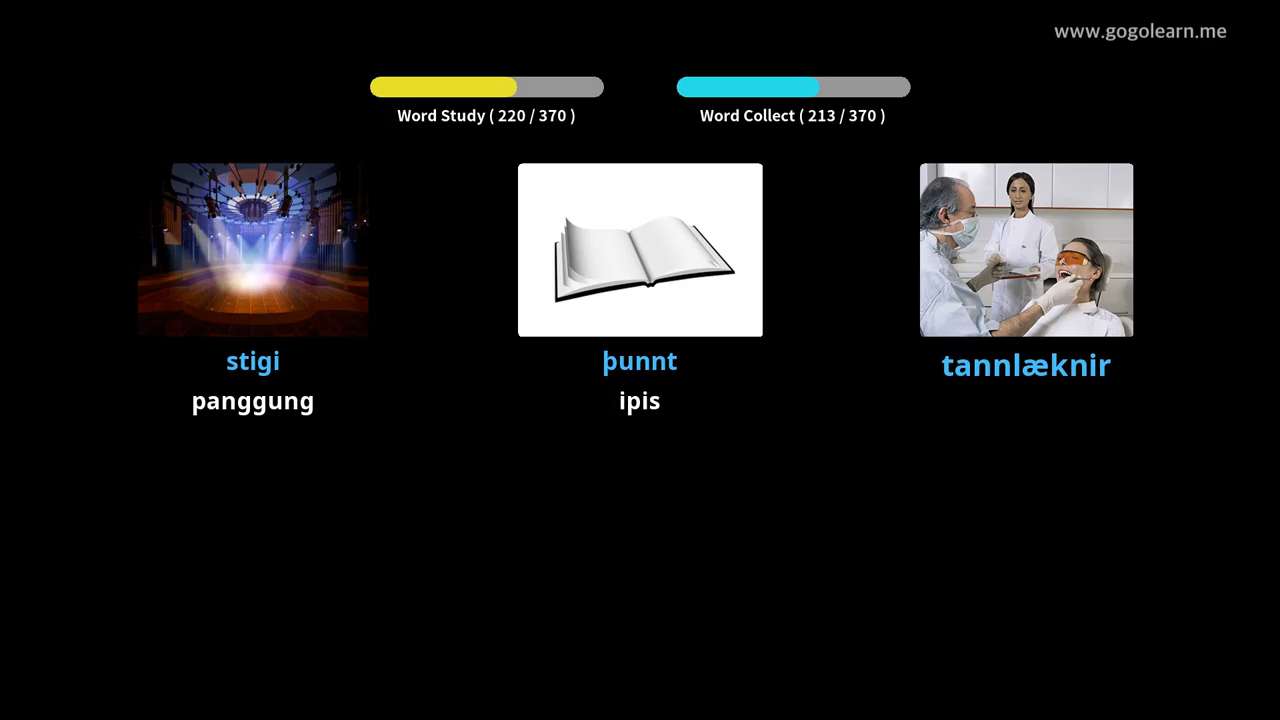 www.gogolearn.me
Word Study ( 220 / 370 )
Word Collect ( 213 / 370 )
stigi
þunnt
tannlæknir
panggung
ipis